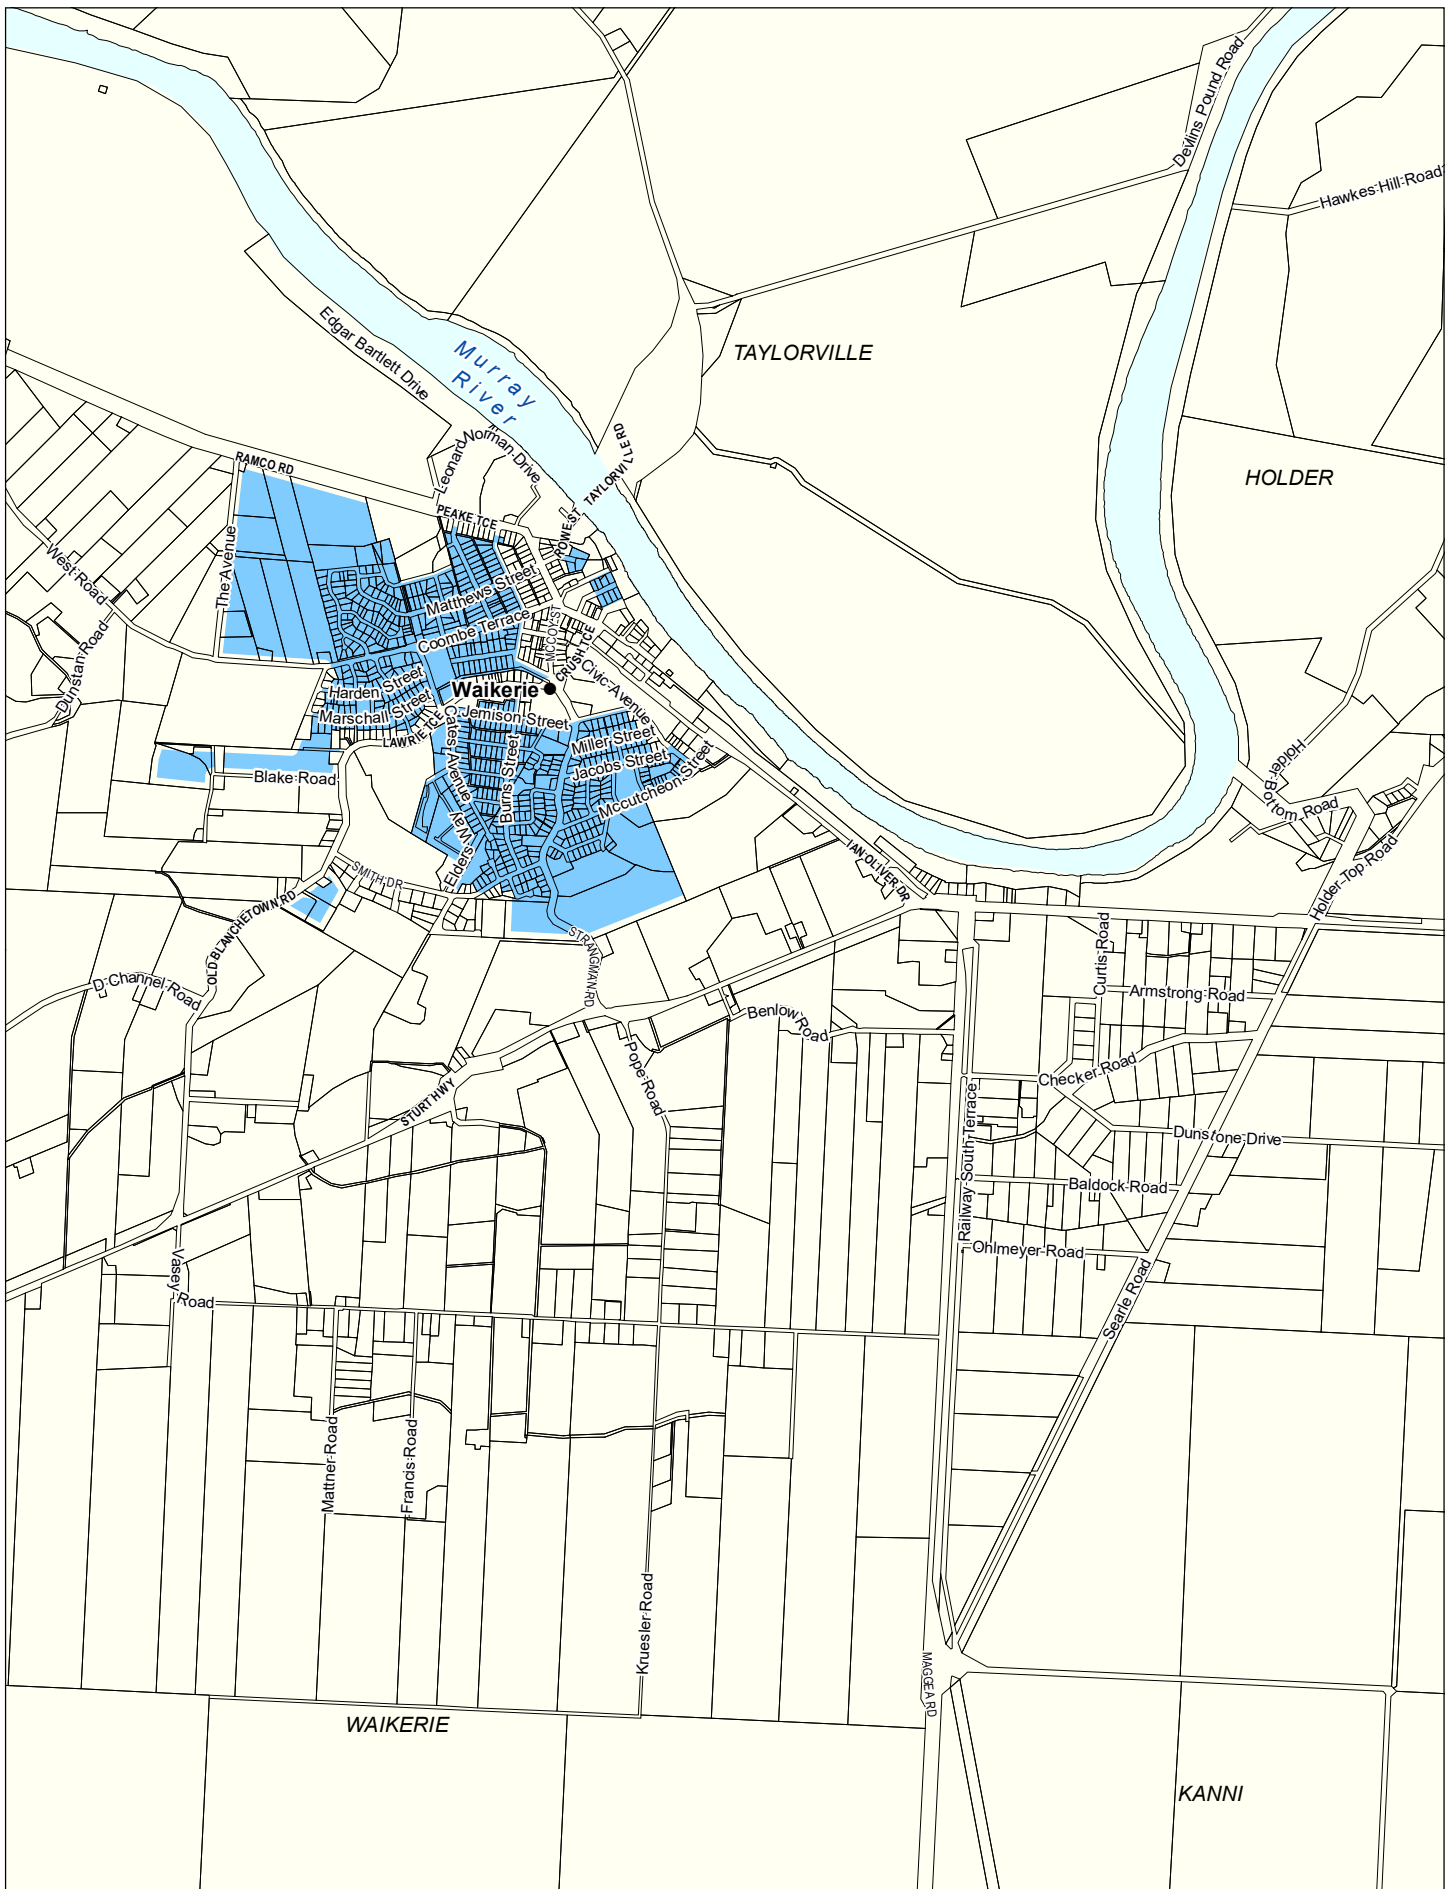 Devlins Pound Road
Hawkes Hill Road
Edgar Bartlett Drive
Murray
River
TAYLORVILLE
HOLDER
RAMCO RD
Leonard
Norman Drive
TAYLORVILLE RD
PEAKE TCE
POWE ST
The Avenue
West Road
Matthews Street
Coombe Terrace
MCCOY ST
CRUSH TCE
Dunstan Road
Harden Street
Waikerie
Civic Avenue
Marschall Street
Jemison Street
LAWRIE TCE
Cates Avenue
Miller Street
Jacobs Street
Blake Road
Burns Street
Mccutcheon Street
Holder Bottom Road
Elders Way
IAN OLIVER DR
SMITH DR
Holder Top Road
OLD BLANCHETOWN RD
STRANGMAN RD
Curtis Road
D Channel Road
Armstrong Road
Benlow Road
Pope Road
Checker Road
STURT HWY
Railway South Terrace
Dunstone Drive
Baldock Road
Ohlmeyer Road
Vasey Road
Searle Road
Mattner Road
Francis Road
Kruesler Road
MAGGEA RD
WAIKERIE
KANNI